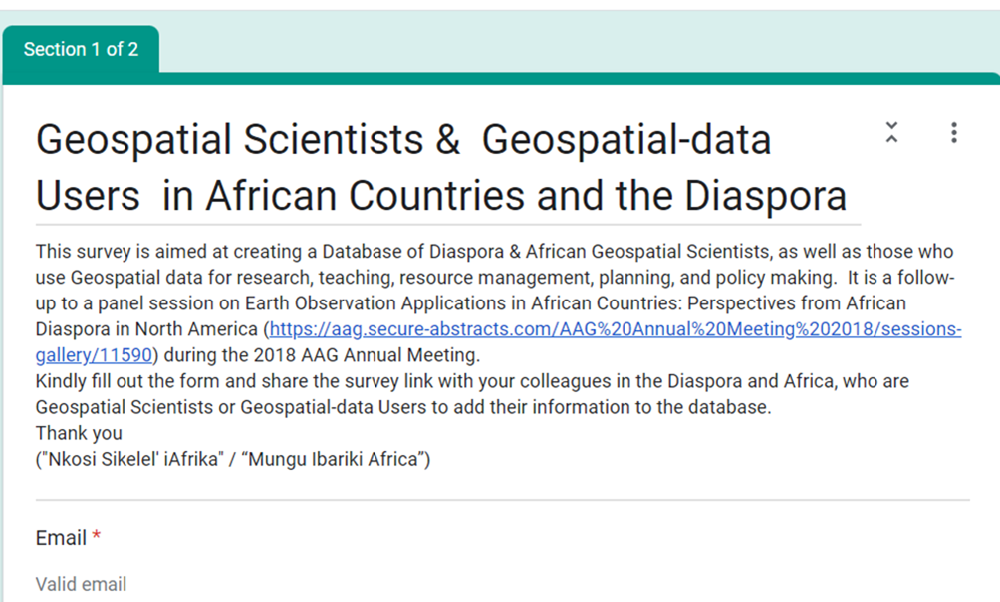 Section 1 of 2
Geospatial Scientists &  Geospatial-data
Users  in African Countries and the Diaspora
This survey is aimed at creating a Database of Diaspora & African Geospatial Scientists, as well as those who
use Geospatial data for research, teaching, resource management, planning, and policy making.  It is a follow-
up to a panel session on Earth Observation Applications in African Countries: Perspectives from African
Diaspora in North America (https://aag.secure-abstracts.com/AAG%20Annual%20Meeting%202018/sessions-
gallery/11590) during the 2018 AAG Annual Meeting.
Kindly fill out the form and share the survey link with your colleagues in the Diaspora and Africa, who are
Geospatial Scientists or Geospatial-data Users to add their information to the database.
Thank you
("Nkosi Sikelel' iAfrika" / “Mungu Ibariki Africa”)
Email *
Valid email